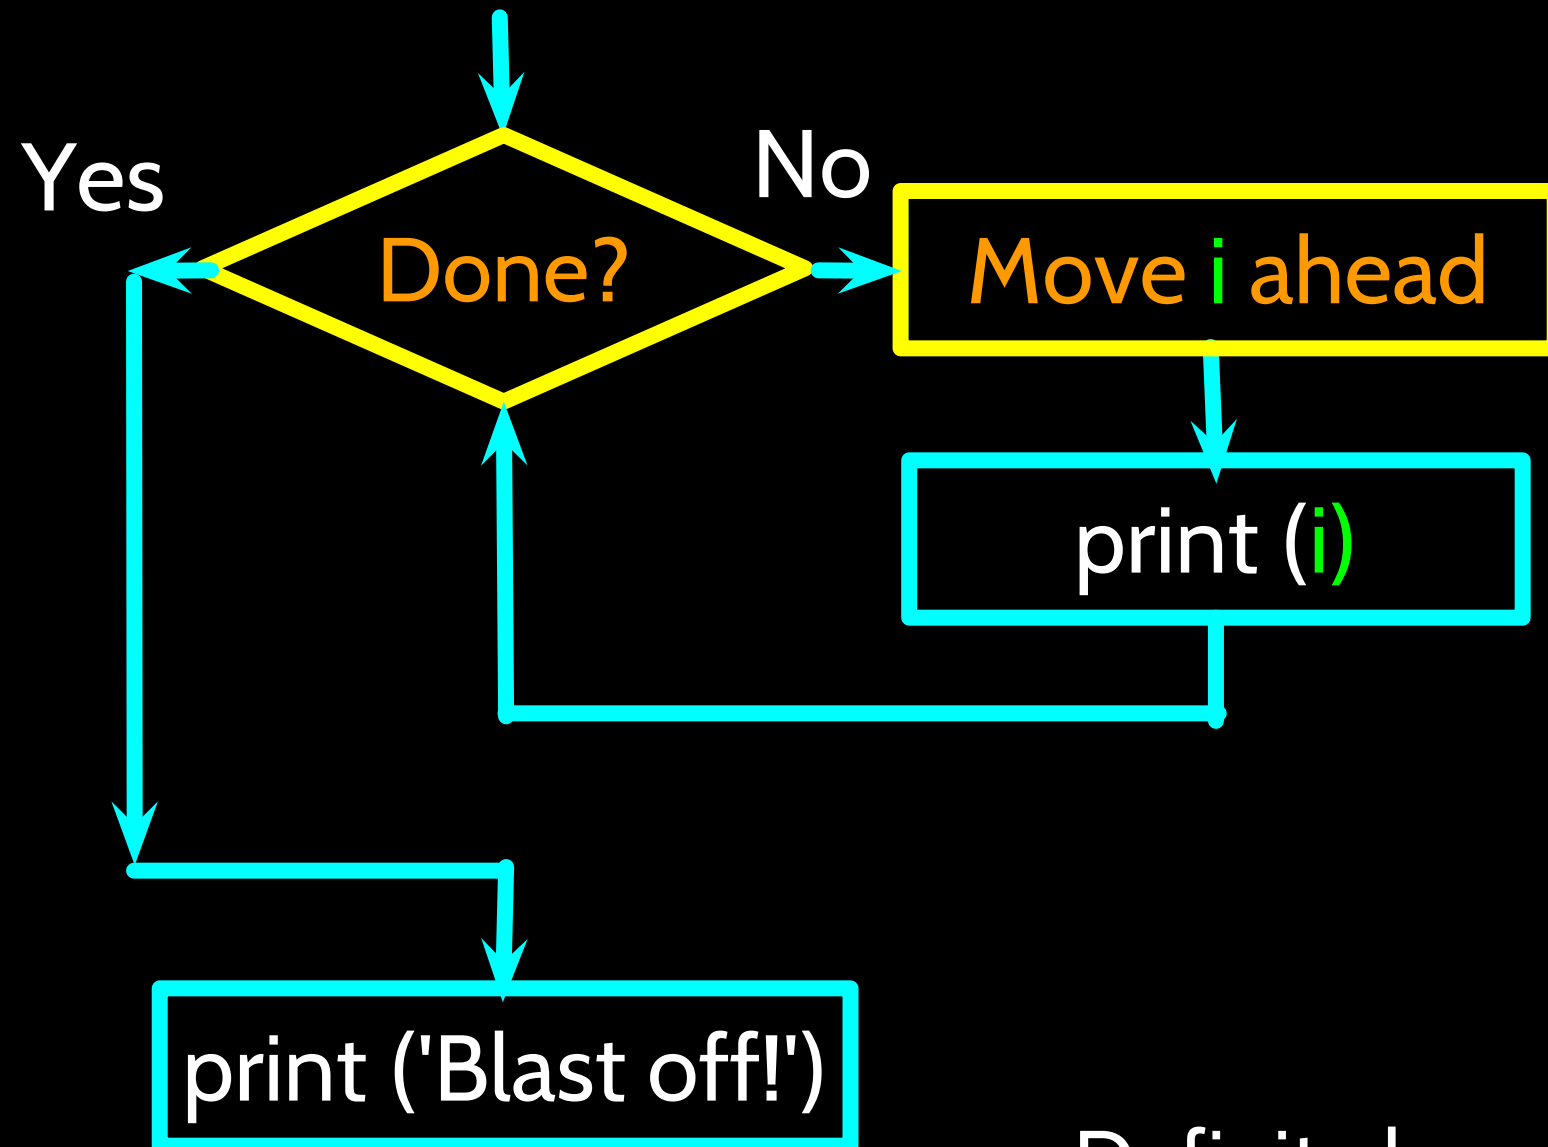 Yes
No
Done?
Move i ahead
print (i)
print ('Blast off!')